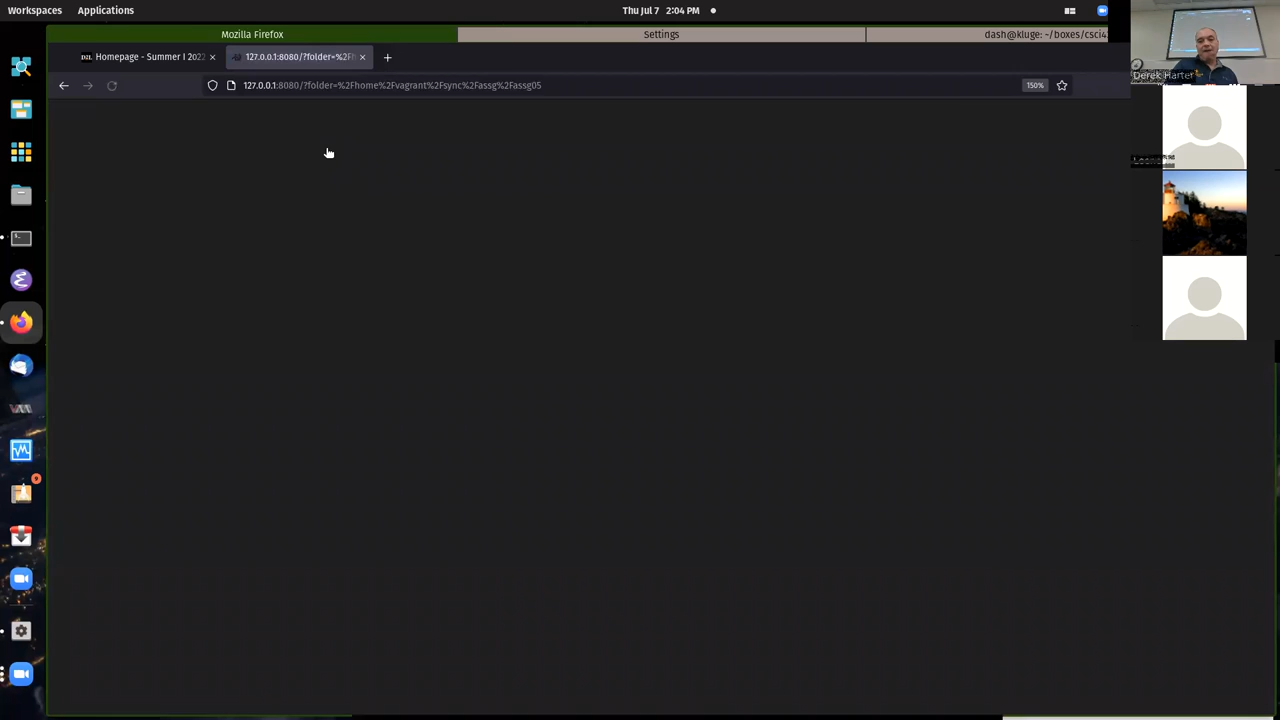 Workspaces Applications Thu Jul 7 2:04 PM
Mozilla Firefox Settings dash@kluge: ~/boxes/csci4
Homepage - Summer I 2022 127.0.0.1:8080/?folder=%2Fh
127.0.0.1:8080/?folder=%2Fhome%2Fvagrant%2Fsync%2Fassg%2Fassg05 150%
Derek Harter
9